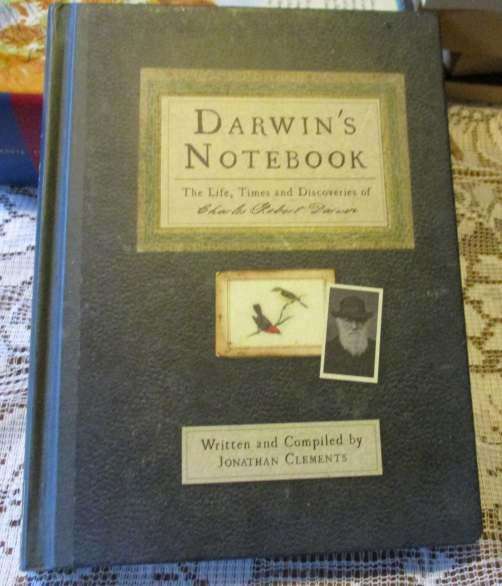 DARWIN'S
NOTEBOOK
The Life, Times and Discoveries of
Charles Robert Darwin
Written and Compiled by
JONATHAN CLEMENTS